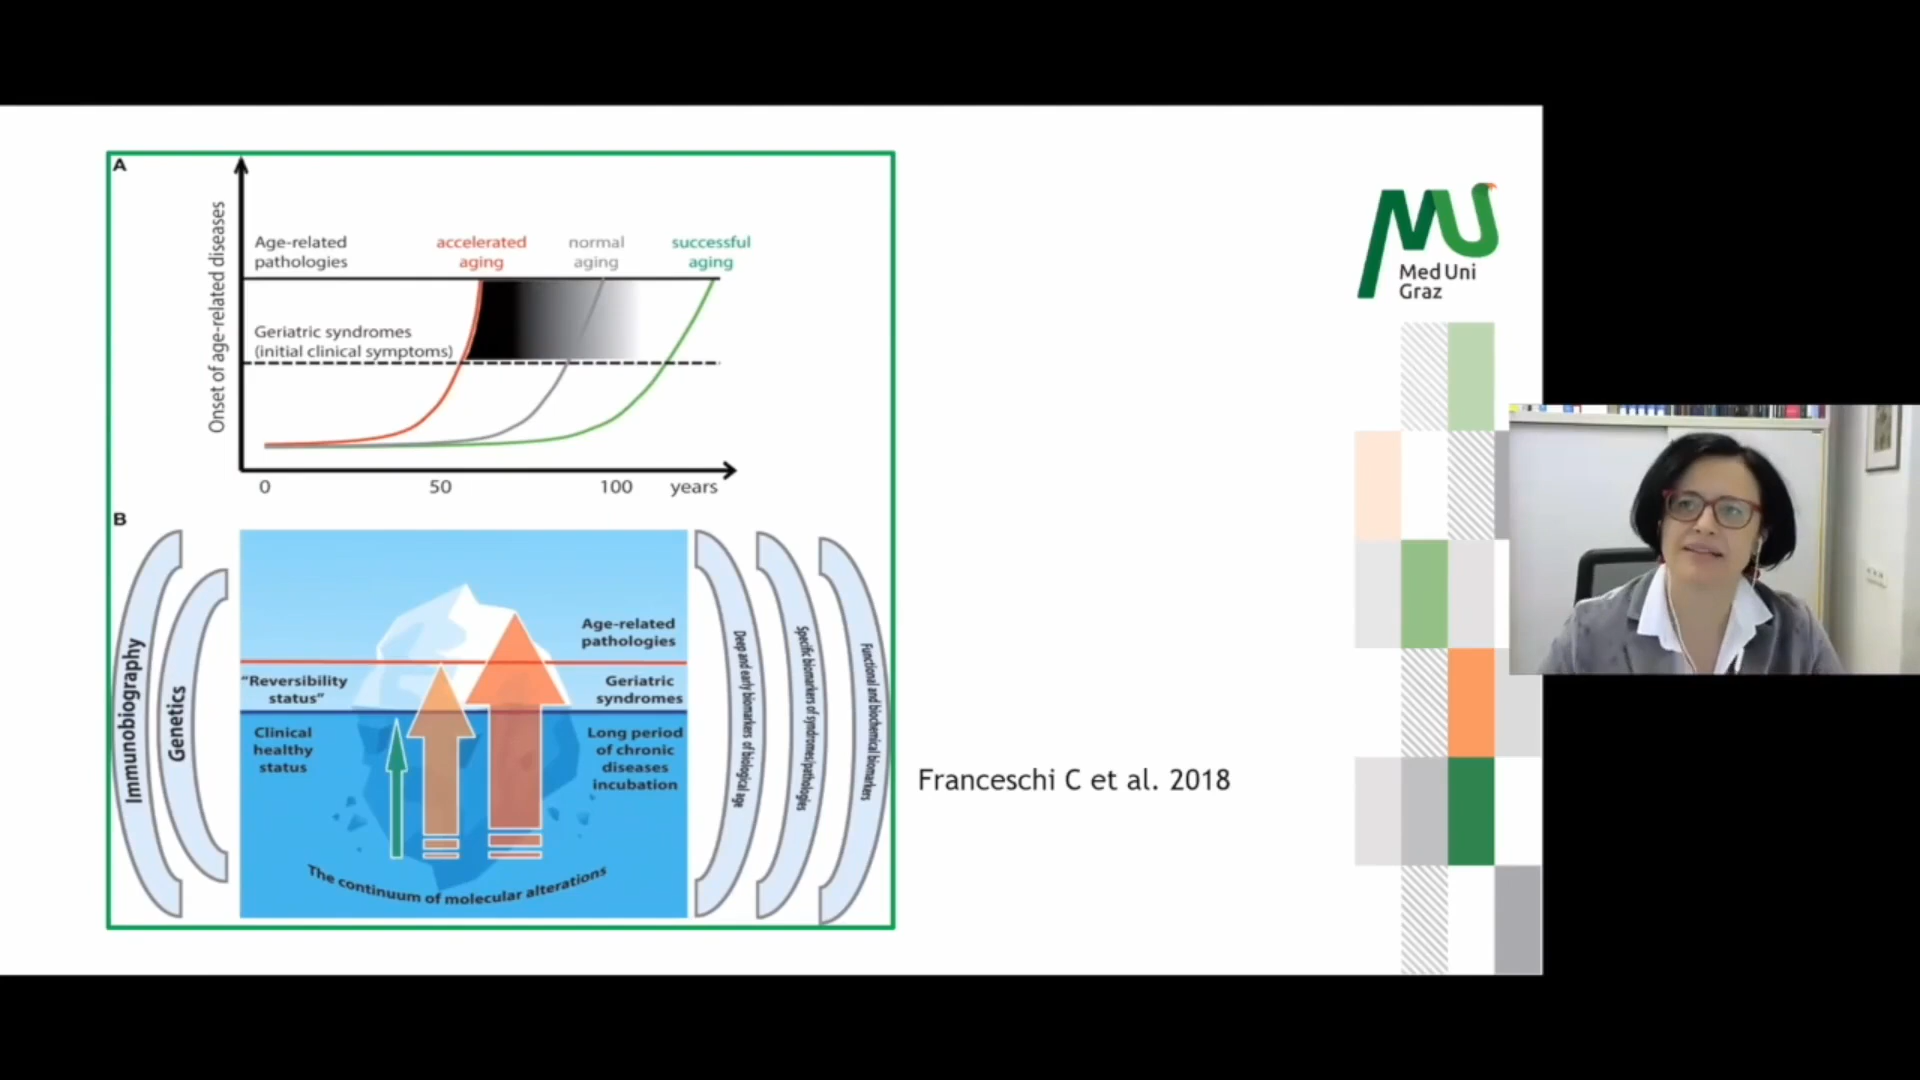 A
Onset of age-related diseases
Age-related
pathologies
accelerated
aging
normal
aging
successful
aging
Geriatric syndromes
(initial clinical symptoms)
0
50
100
years
B
Immunobiography
Genetics
Age-related
pathologies
"Reversibility
status"
Geriatric
syndromes
Clinical
healthy
status
Long period
of chronic
diseases
incubation
The continuum of molecular alterations
Deep and early biomarkers of biological age
Specific biomarkers of syndromes/pathologies
Functional and biochemical biomarkers
Franceschi C et al. 2018
MU
Med Uni
Graz